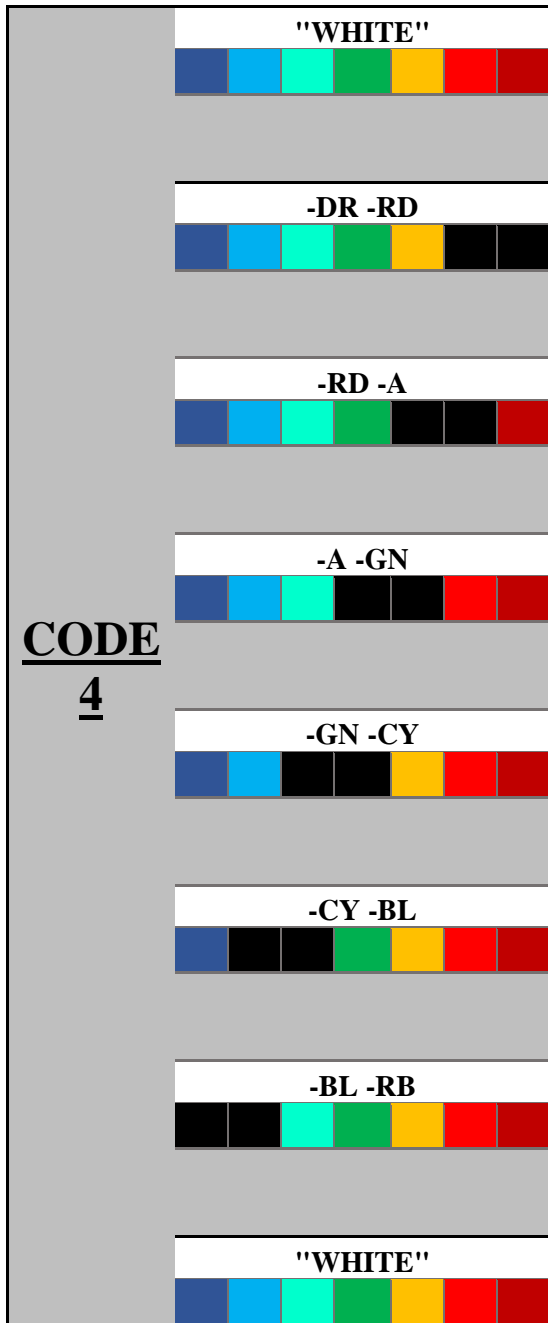 "WHITE"
-DR -RD
-RD -A
-A -GN
CODE
4
-GN -CY
-CY -BL
-BL -RB
"WHITE"